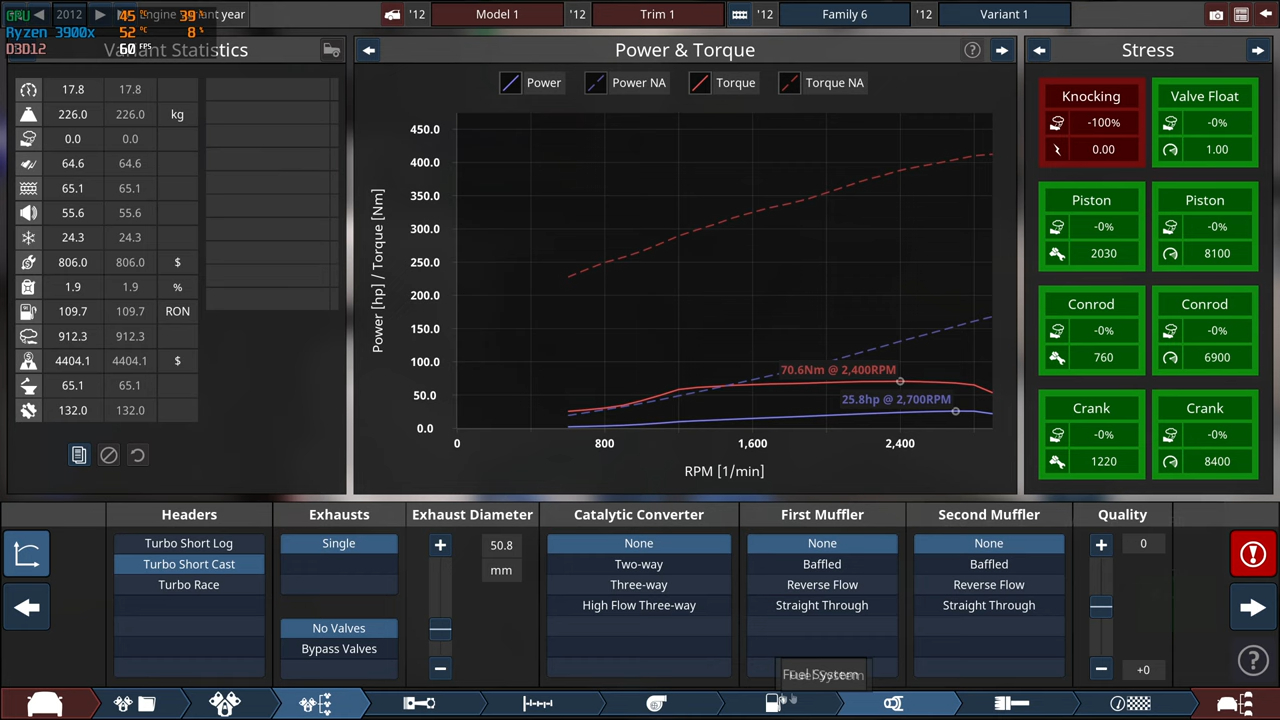 GPU 45 °C 39 %
Ryzen 3900x 52 °C 8 %
D3D12 60 FPS
2012
Engine Variant year
'12 Model 1
'12 Trim 1
'12 Family 6
'12 Variant 1
Variant Statistics
17.8 17.8
226.0 226.0 kg
0.0 0.0
64.6 64.6
65.1 65.1
55.6 55.6
24.3 24.3
806.0 806.0 $
1.9 1.9 %
109.7 109.7 RON
912.3 912.3
4404.1 4404.1 $
65.1 65.1
132.0 132.0
Power & Torque
?
Power
Power NA
Torque
Torque NA
450.0
400.0
350.0
300.0
250.0
200.0
150.0
100.0
50.0
0.0
Power [hp] / Torque [Nm]
70.6Nm @ 2,400RPM
25.8hp @ 2,700RPM
0
800
1,600
2,400
RPM [1/min]
Stress
Knocking
-100%
0.00
Valve Float
-0%
1.00
Piston
-0%
2030
Piston
-0%
8100
Conrod
-0%
760
Conrod
-0%
6900
Crank
-0%
1220
Crank
-0%
8400
Headers
Turbo Short Log
Turbo Short Cast
Turbo Race
Exhausts
Single
No Valves
Bypass Valves
Exhaust Diameter
50.8
mm
Catalytic Converter
None
Two-way
Three-way
High Flow Three-way
First Muffler
None
Baffled
Reverse Flow
Straight Through
Second Muffler
None
Baffled
Reverse Flow
Straight Through
Quality
0
+0
?
Fuel System